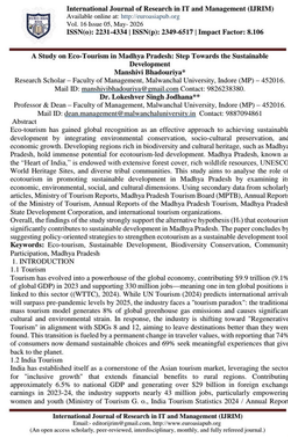 International Journal of Research in IT and Management (IJRIM)
Available online at: http://euroasiapub.org
Vol. 16 Issue 05, May- 2026
ISSN(o): 2231-4334 | ISSN(p): 2349-6517 | Impact Factor: 8.106
A Study on Eco-Tourism in Madhya Pradesh: Step Towards the Sustainable
Development
Manshivi Bhadouriya*
Research Scholar – Faculty of Management, Malwanchal University, Indore (MP) – 452016.
Mail ID: manshivibhadouriya@gmail.com Contact: 9826238380.
Dr. Lokeshver Singh Jodhana**
Professor & Dean – Faculty of Management, Malwanchal University, Indore (MP) – 452016.
Mail ID: dean.management@malwanchaluniversity.in Contact: 9887094861
Abstract
Eco-tourism has gained global recognition as an effective approach to achieving sustainable
development by integrating environmental conservation, socio-cultural preservation, and
economic growth. Developing regions rich in biodiversity and cultural heritage, such as Madhya
Pradesh, hold immense potential for ecotourism-led development. Madhya Pradesh, known as
the “Heart of India,” is endowed with extensive forest cover, rich wildlife resources, UNESCO
World Heritage Sites, and diverse tribal communities. This study aims to analyse the role of
ecotourism in promoting sustainable development in Madhya Pradesh by examining its
economic, environmental, social, and cultural dimensions. Using secondary data from scholarly
articles, Ministry of Tourism Reports, Madhya Pradesh Tourism Board (MPTB), Annual Reports
of the Ministry of Tourism, Annual Reports of the Madhya Pradesh Tourism, Madhya Pradesh
State Development Corporation, and international tourism organizations.
Overall, the findings of the study strongly support the alternative hypothesis (H₁) that ecotourism
significantly contributes to sustainable development in Madhya Pradesh. The paper concludes by
suggesting policy-oriented strategies to strengthen ecotourism as a sustainable development tool.
Keywords: Eco-tourism, Sustainable Development, Biodiversity Conservation, Community
Participation, Madhya Pradesh
1. INTRODUCTION
1.1 Tourism
Tourism has evolved into a powerhouse of the global economy, contributing $9.9 trillion (9.1%
of global GDP) in 2023 and supporting 330 million jobs—meaning one in ten global positions is
linked to this sector (WTTC, 2024). While UN Tourism (2024) predicts international arrivals
will surpass pre-pandemic levels by 2025, the industry faces a "tourism paradox": the traditional
mass tourism model generates 8% of global greenhouse gas emissions and causes significant
cultural and environmental strain. In response, the industry is shifting toward "Regenerative
Tourism" in alignment with SDGs 8 and 12, aiming to leave destinations better than they were
found. This transition is fueled by a permanent change in traveler values, with reporting that 74%
of consumers now demand sustainable choices and 69% seek meaningful experiences that give
back to the planet.
1.2 India Tourism
India has established itself as a cornerstone of the Asian tourism market, leveraging the sector
for "inclusive growth" that extends financial benefits to rural regions. Contributing
approximately 6.5% to national GDP and generating over $29 billion in foreign exchange
earnings in 2023-24, the industry supports nearly 43 million jobs, particularly empowering
women and youth (Ministry of Tourism G. o., India Tourism Statistics 2024 / Annual Report
International Journal of Research in IT and Management (IJRIM)
Email:- editorijrim@gmail.com, http://www.euroasiapub.org
(An open access scholarly, peer-reviewed, interdisciplinary, monthly, and fully refereed journal.)